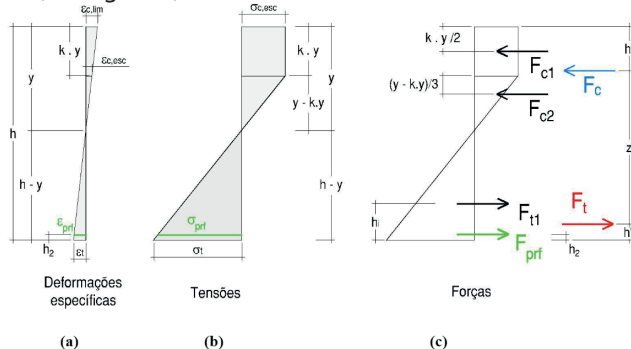 εc,lim
k . y
εc,esc
y
h
h - y
εprf
h2
εt
Deformações
específicas
(a)
σc,esc
k . y
y
y - k.y
h - y
σprf
σt
Tensões
(b)
k . y/2
Fc1
(y - k.y)/3
Fc2
Fc
h
z
hi
Ft1
Ft
Fprf
h2
h
Forças
(c)